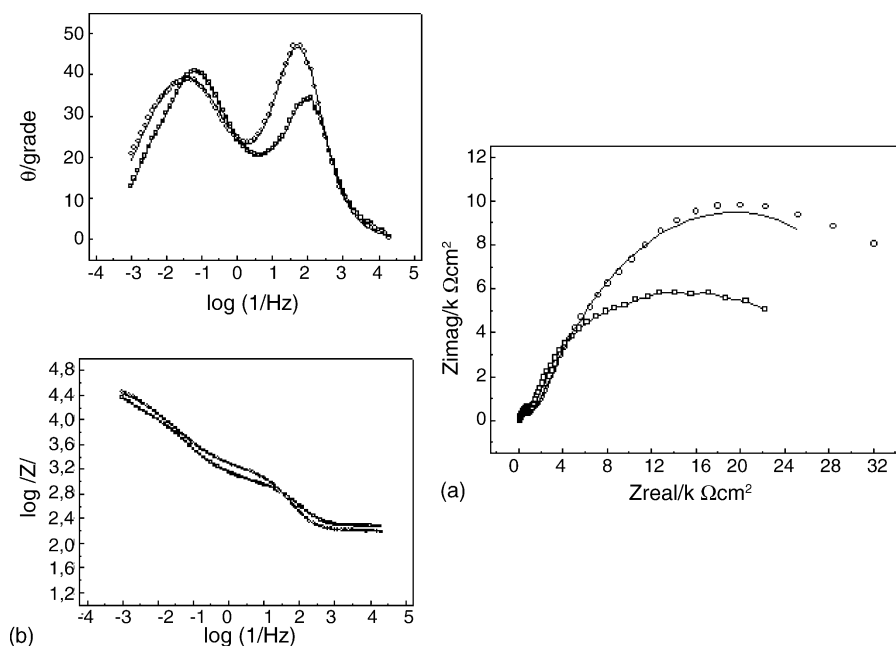 50
40
30
20
10
0
θ/grade
-4 -3 -2 -1 0 1 2 3 4 5
log (1/Hz)
4,8
4,4
4,0
3,6
3,2
2,8
2,4
2,0
1,6
1,2
log /Z/
-4 -3 -2 -1 0 1 2 3 4 5
log (1/Hz)
(b)
12
10
8
6
4
2
0
Zimag/k Ωcm²
0 4 8 12 16 20 24 28 32
Zreal/k Ωcm²
(a)